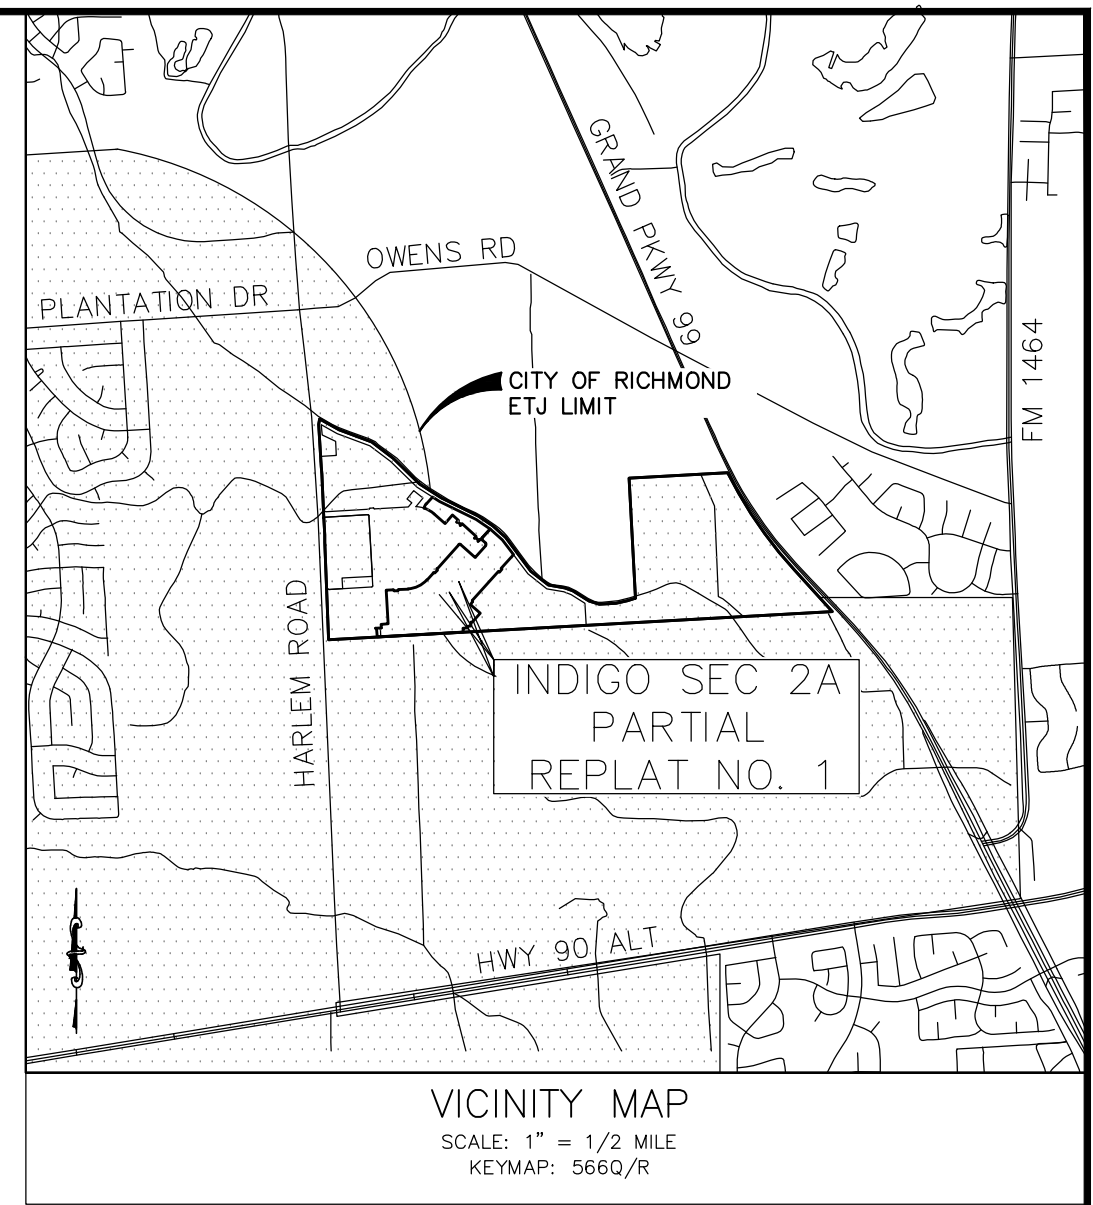 GRAND PKWY 99
OWENS RD
PLANTATION DR
FM 1464
CITY OF RICHMOND
ETJ LIMIT
HARLEM ROAD
INDIGO SEC 2A
PARTIAL
REPLAT NO. 1
HWY 90 ALT
VICINITY MAP
SCALE: 1" = 1/2 MILE
KEYMAP: 566Q/R